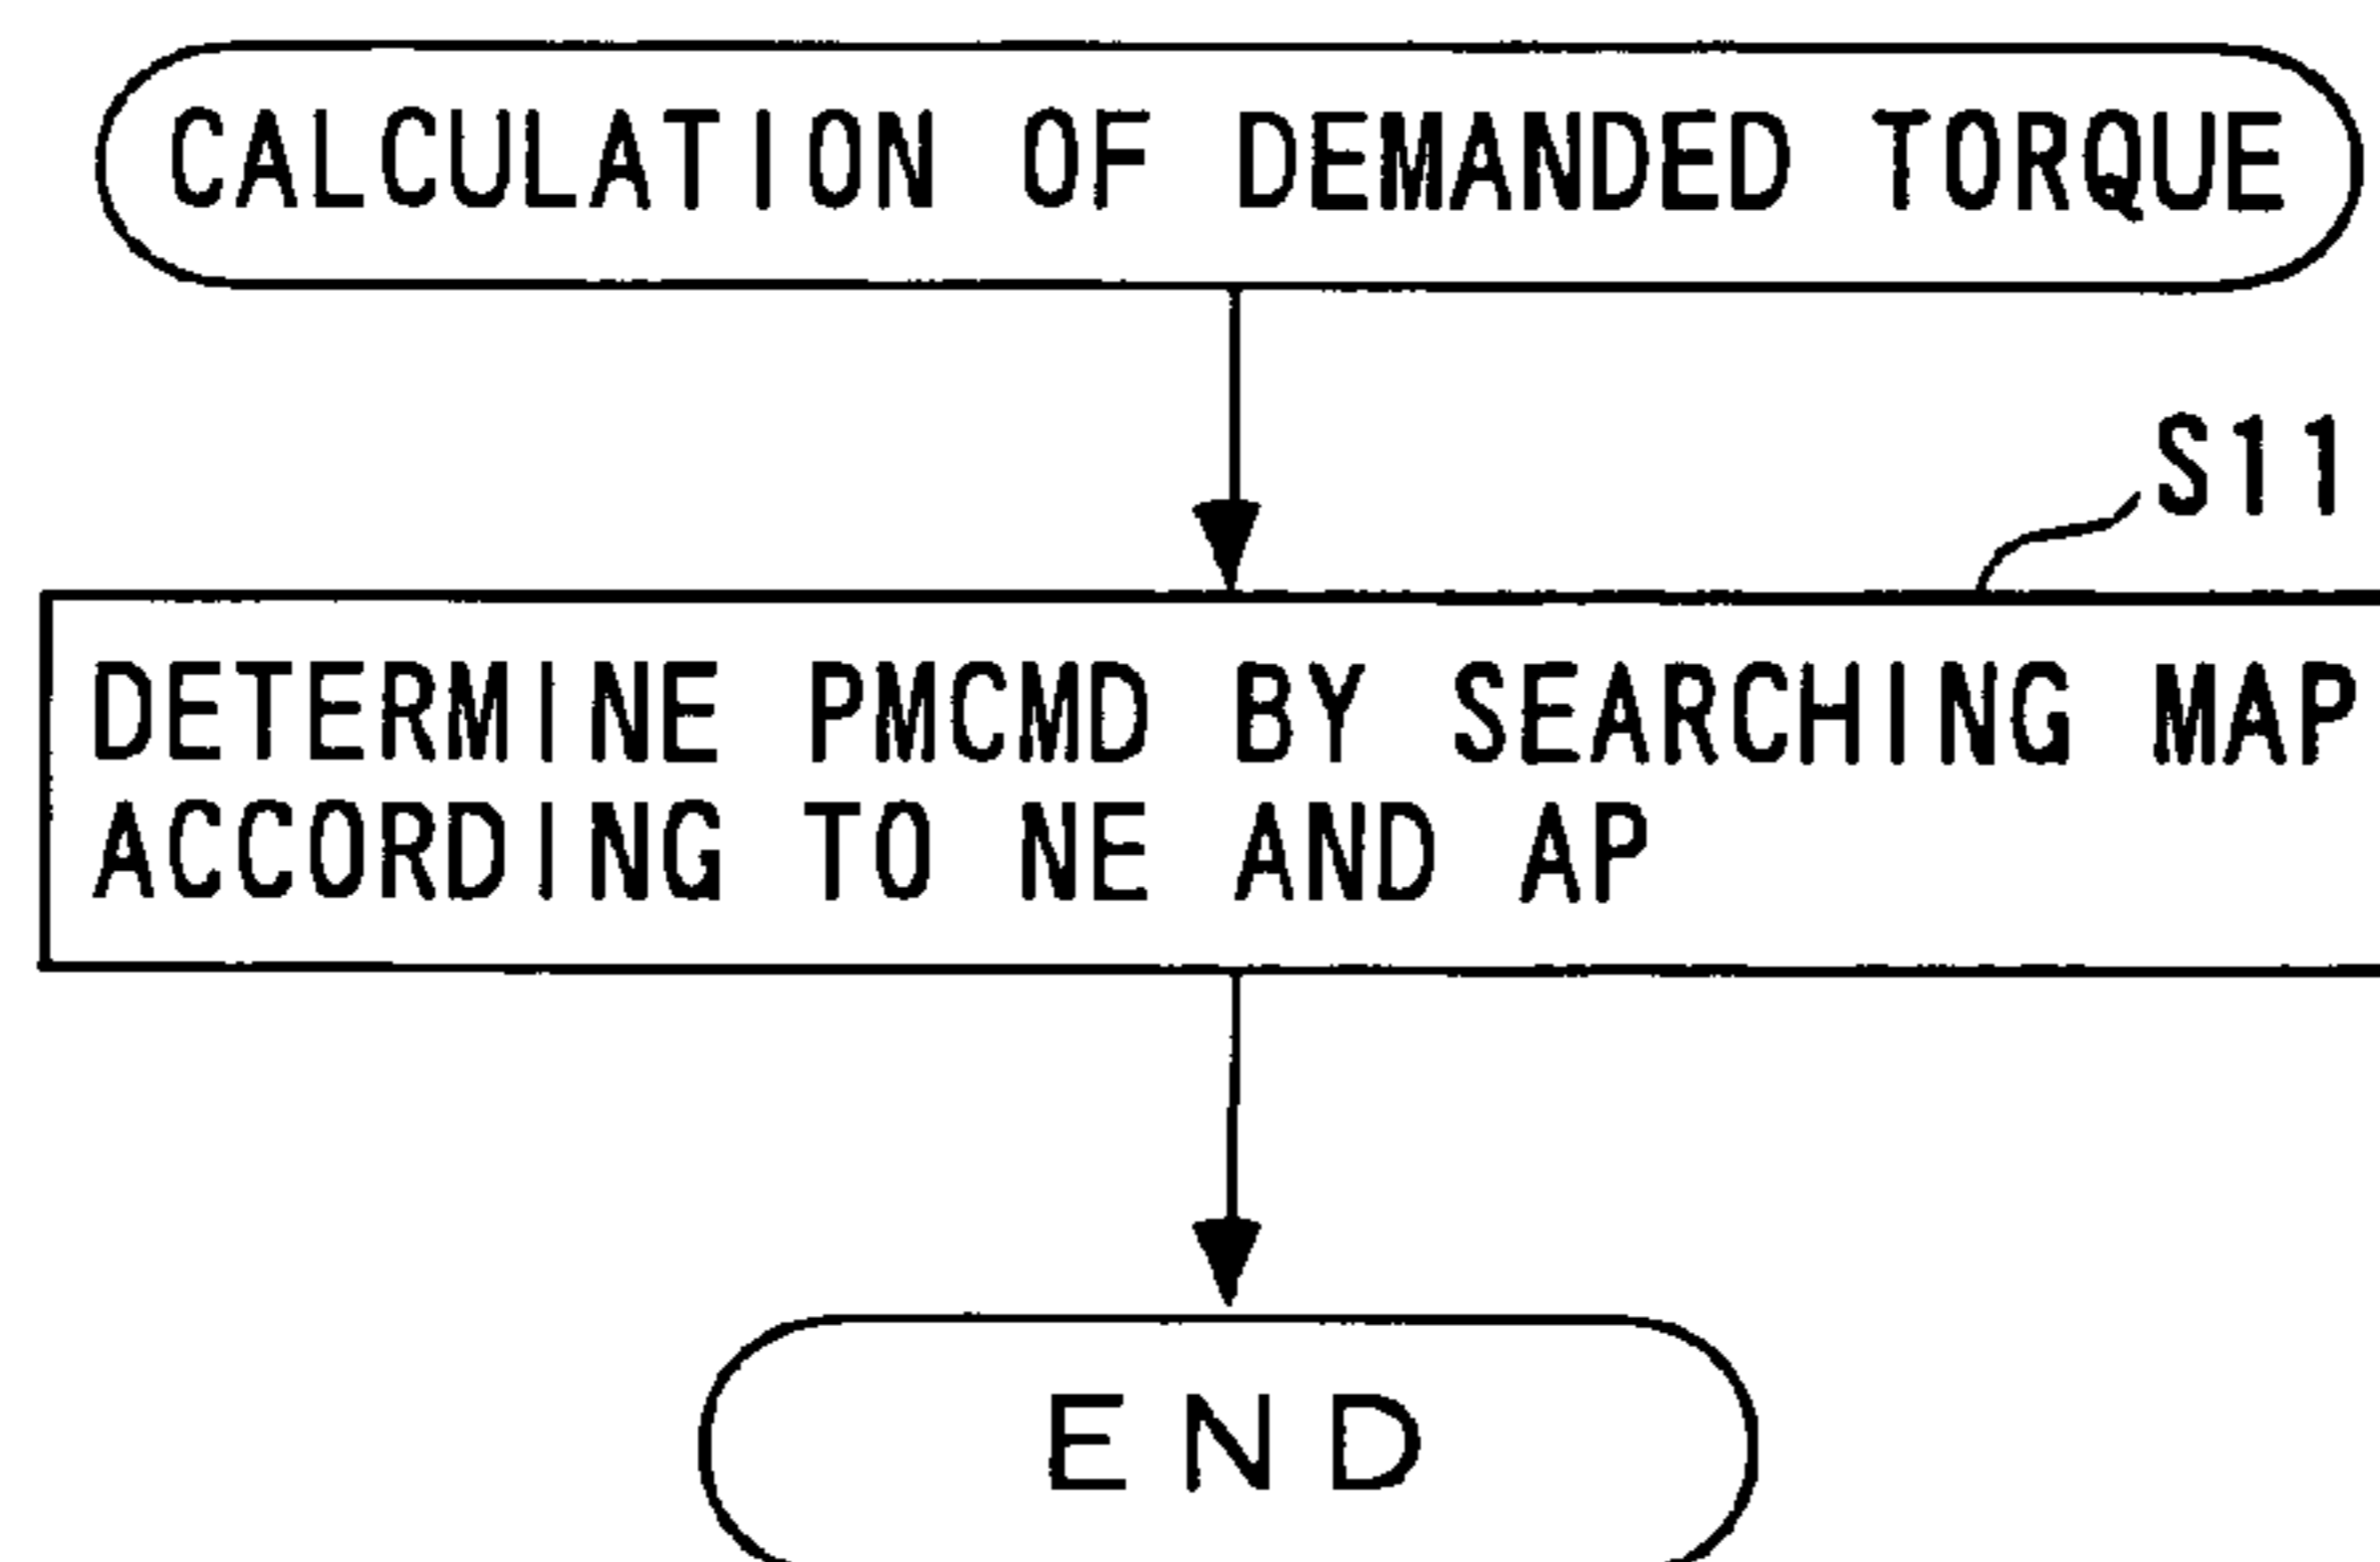 CALCULATION OF DEMANDED TORQUE
S11
DETERMINE PMCMD BY SEARCHING MAP
ACCORDING TO NE AND AP
END